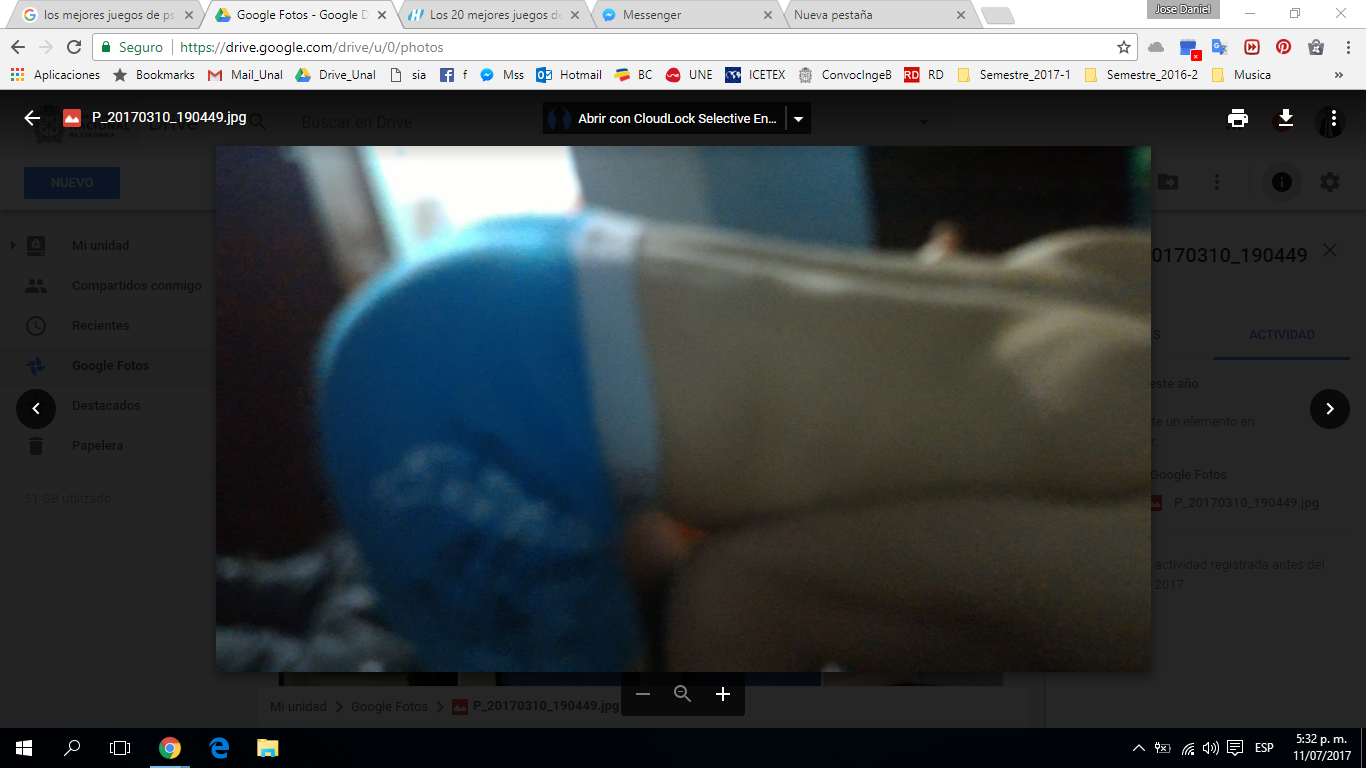 los mejores juegos de ps
Google Fotos - Google D
Los 20 mejores juegos de
Messenger
Nueva pestaña
Jose Daniel
Seguro
https://drive.google.com/drive/u/0/photos
Aplicaciones
Bookmarks
Mail_Unal
Drive_Unal
sia
f
Mss
Hotmail
BC
UNE
ICETEX
ConvocIngeB
RD
RD
Semestre_2017-1
Semestre_2016-2
Musica
»
P_20170310_190449.jpg
Abrir con CloudLock Selective En...
Buscar en Drive
NUEVO
Mi unidad
Compartidos conmigo
Recientes
Google Fotos
Destacados
Papelera
51 GB utilizado
0170310_190449
ES
ACTIVIDAD
este año
te un elemento en
Google Fotos
P_20170310_190449.jpg
actividad registrada antes del
2017
Mi unidad
Google Fotos
P_20170310_190449.jpg
ESP
5:32 p. m.
11/07/2017